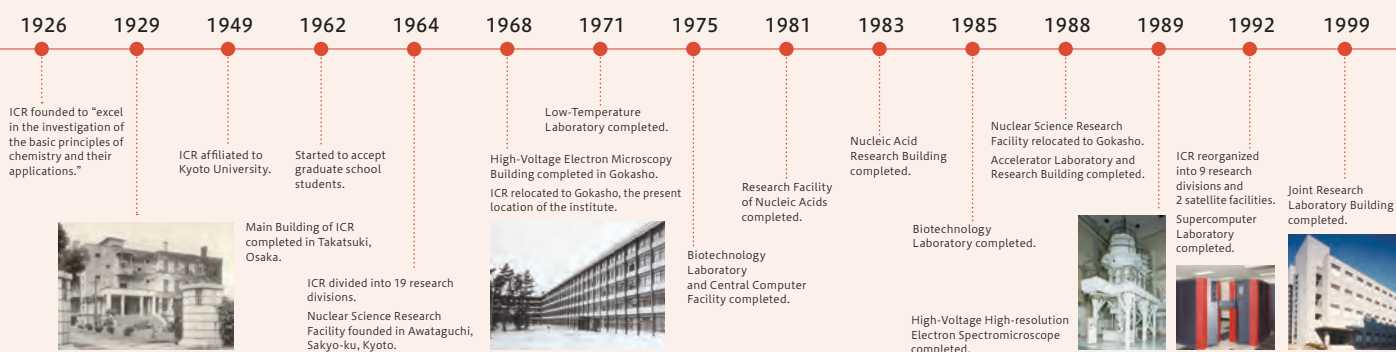 1926
1929
1949
1962
1964
1968
1971
1975
1981
1983
1985
1988
1989
1992
1999
ICR founded to “excel
in the investigation of
the basic principles of
chemistry and their
applications.”
Main Building of ICR
completed in Takatsuki,
Osaka.
ICR affiliated to
Kyoto University.
Started to accept
graduate school
students.
ICR divided into 19 research
divisions.
Nuclear Science Research
Facility founded in Awataguchi,
Sakyo-ku, Kyoto.
High-Voltage Electron Microscopy
Building completed in Gokasho.
ICR relocated to Gokasho, the present
location of the institute.
Low-Temperature
Laboratory completed.
Biotechnology
Laboratory
and Central Computer
Facility completed.
Research Facility
of Nucleic Acids
completed.
Nucleic Acid
Research Building
completed.
Biotechnology
Laboratory completed.
Nuclear Science Research
Facility relocated to Gokasho.
Accelerator Laboratory and
Research Building completed.
High-Voltage High-resolution
Electron Spectromicroscope
completed.
ICR reorganized
into 9 research
divisions and
2 satellite facilities.
Supercomputer
Laboratory
completed.
Joint Research
Laboratory Building
completed.